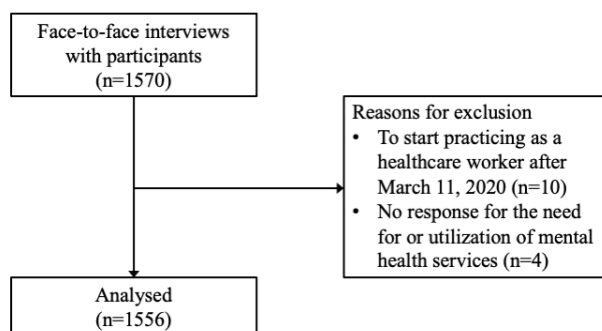 Face-to-face interviews
with participants
(n=1570)
Reasons for exclusion
• To start practicing as a
healthcare worker after
March 11, 2020 (n=10)
• No response for the need
for or utilization of mental
health services (n=4)
Analysed
(n=1556)